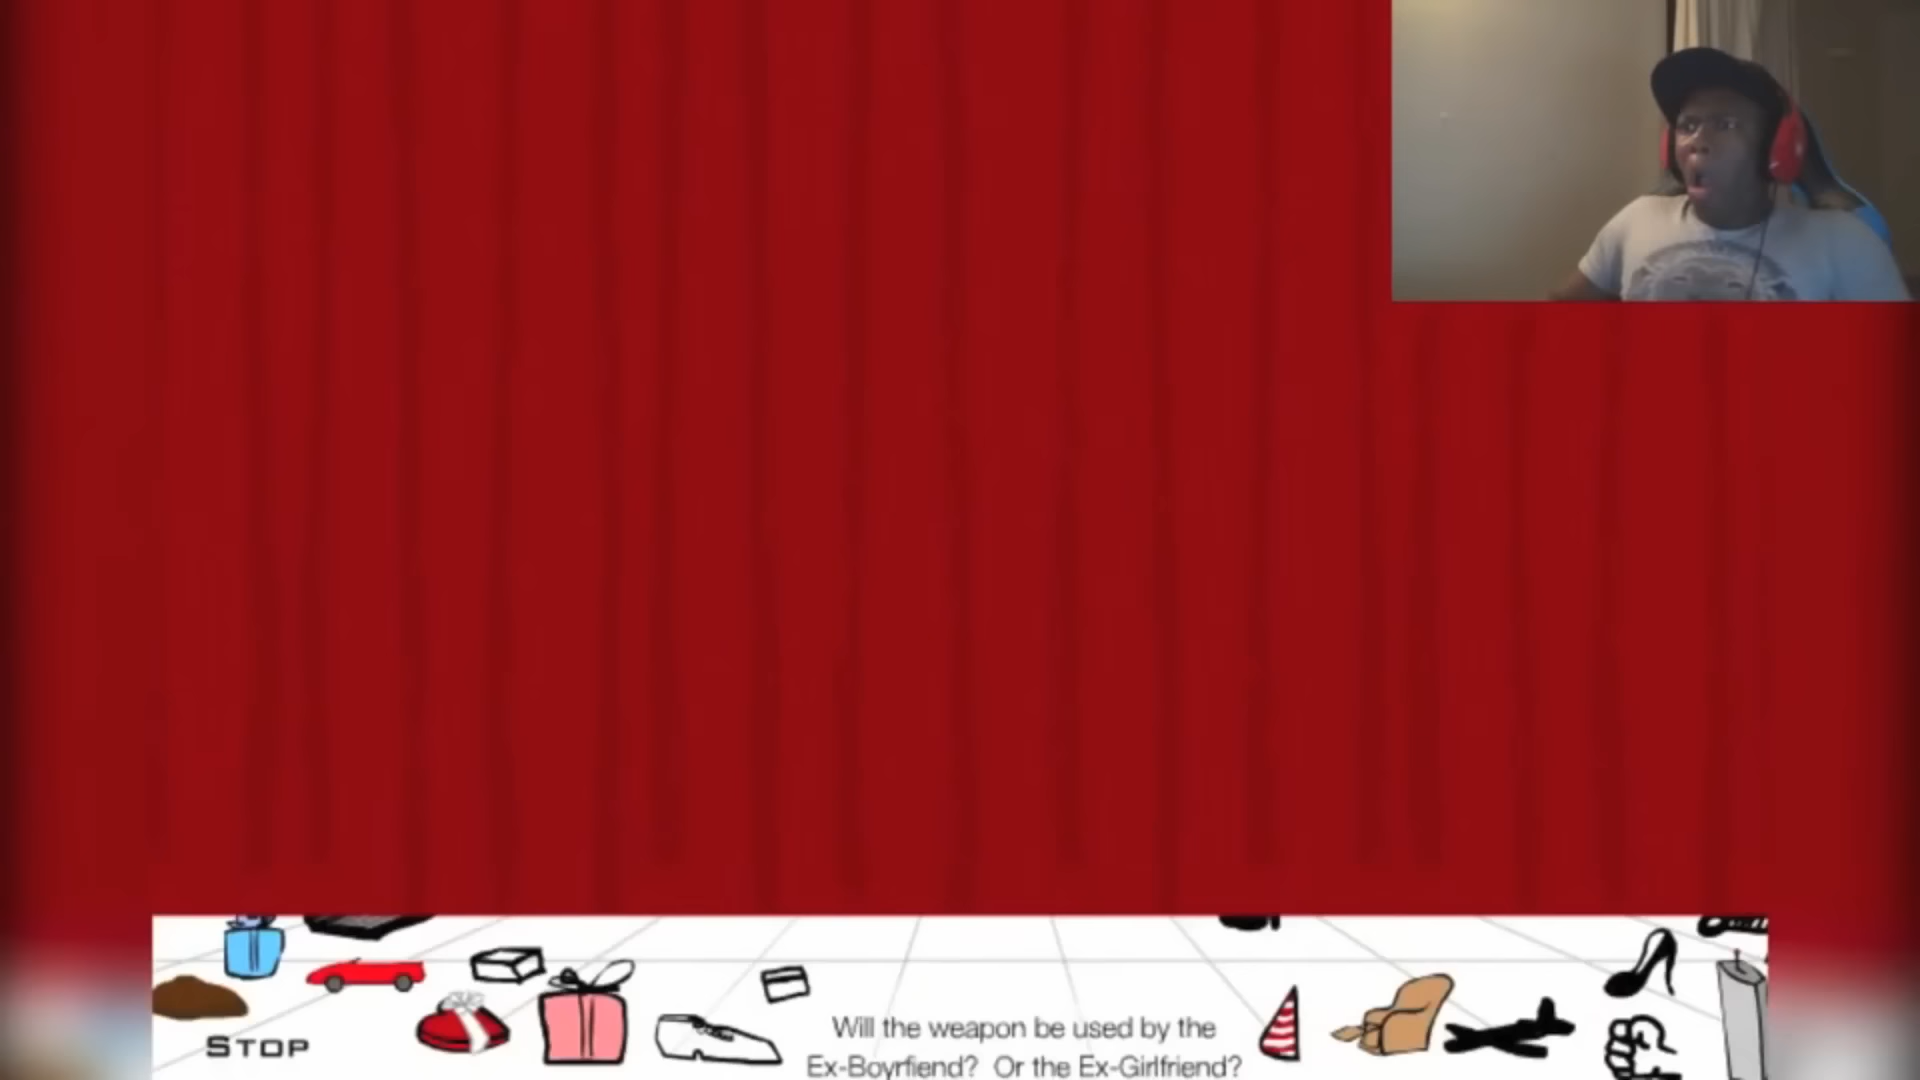 STOP
Will the weapon be used by the
Ex-Boyrfiend? Or the Ex-Girlfriend?